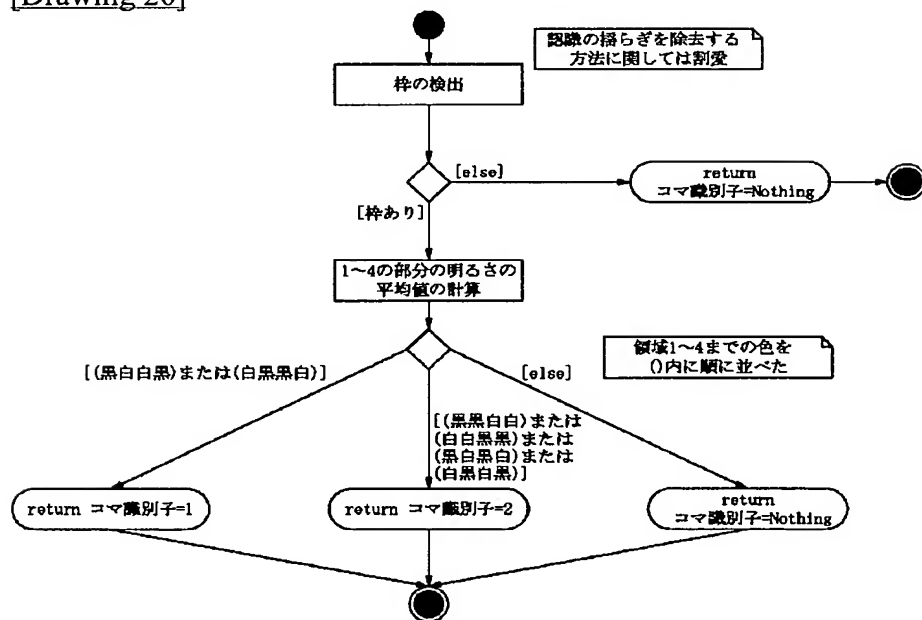 [Drawing 20]
認識の揺らぎを除去する
方法に関しては割愛
枠の検出
[else]
return
コマ識別子=Nothing
[枠あり]
1～4の部分の明るさの
平均値の計算
領域1～4までの色を
()内に順に並べた
[(黒白白黒)または(白黒黒白)]
[else]
[(黒黒白白)または
(白白黒黒)または
(黒白黒白)または
(白黒白黒)]
return コマ識別子=1
return コマ識別子=2
return
コマ識別子=Nothing